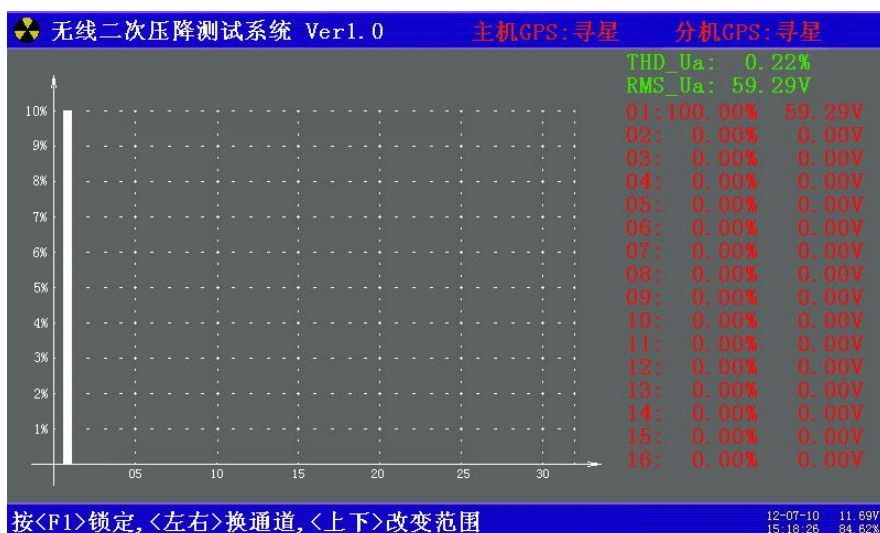 无线二次压降测试系统 Ver1.0 主机GPS:寻星 分机GPS:寻星
THD_Ua: 0.22%
RMS_Ua: 59.29V
10%
9%
8%
7%
6%
5%
4%
3%
2%
1%
05 10 15 20 25 30
01:100.00% 59.29V
02: 0.00% 0.00V
03: 0.00% 0.00V
04: 0.00% 0.00V
05: 0.00% 0.00V
06: 0.00% 0.00V
07: 0.00% 0.00V
08: 0.00% 0.00V
09: 0.00% 0.00V
10: 0.00% 0.00V
11: 0.00% 0.00V
12: 0.00% 0.00V
13: 0.00% 0.00V
14: 0.00% 0.00V
15: 0.00% 0.00V
16: 0.00% 0.00V
按<F1>锁定,<左右>换通道,<上下>改变范围
12-07-10 11.69V
15:18:26 84.62%